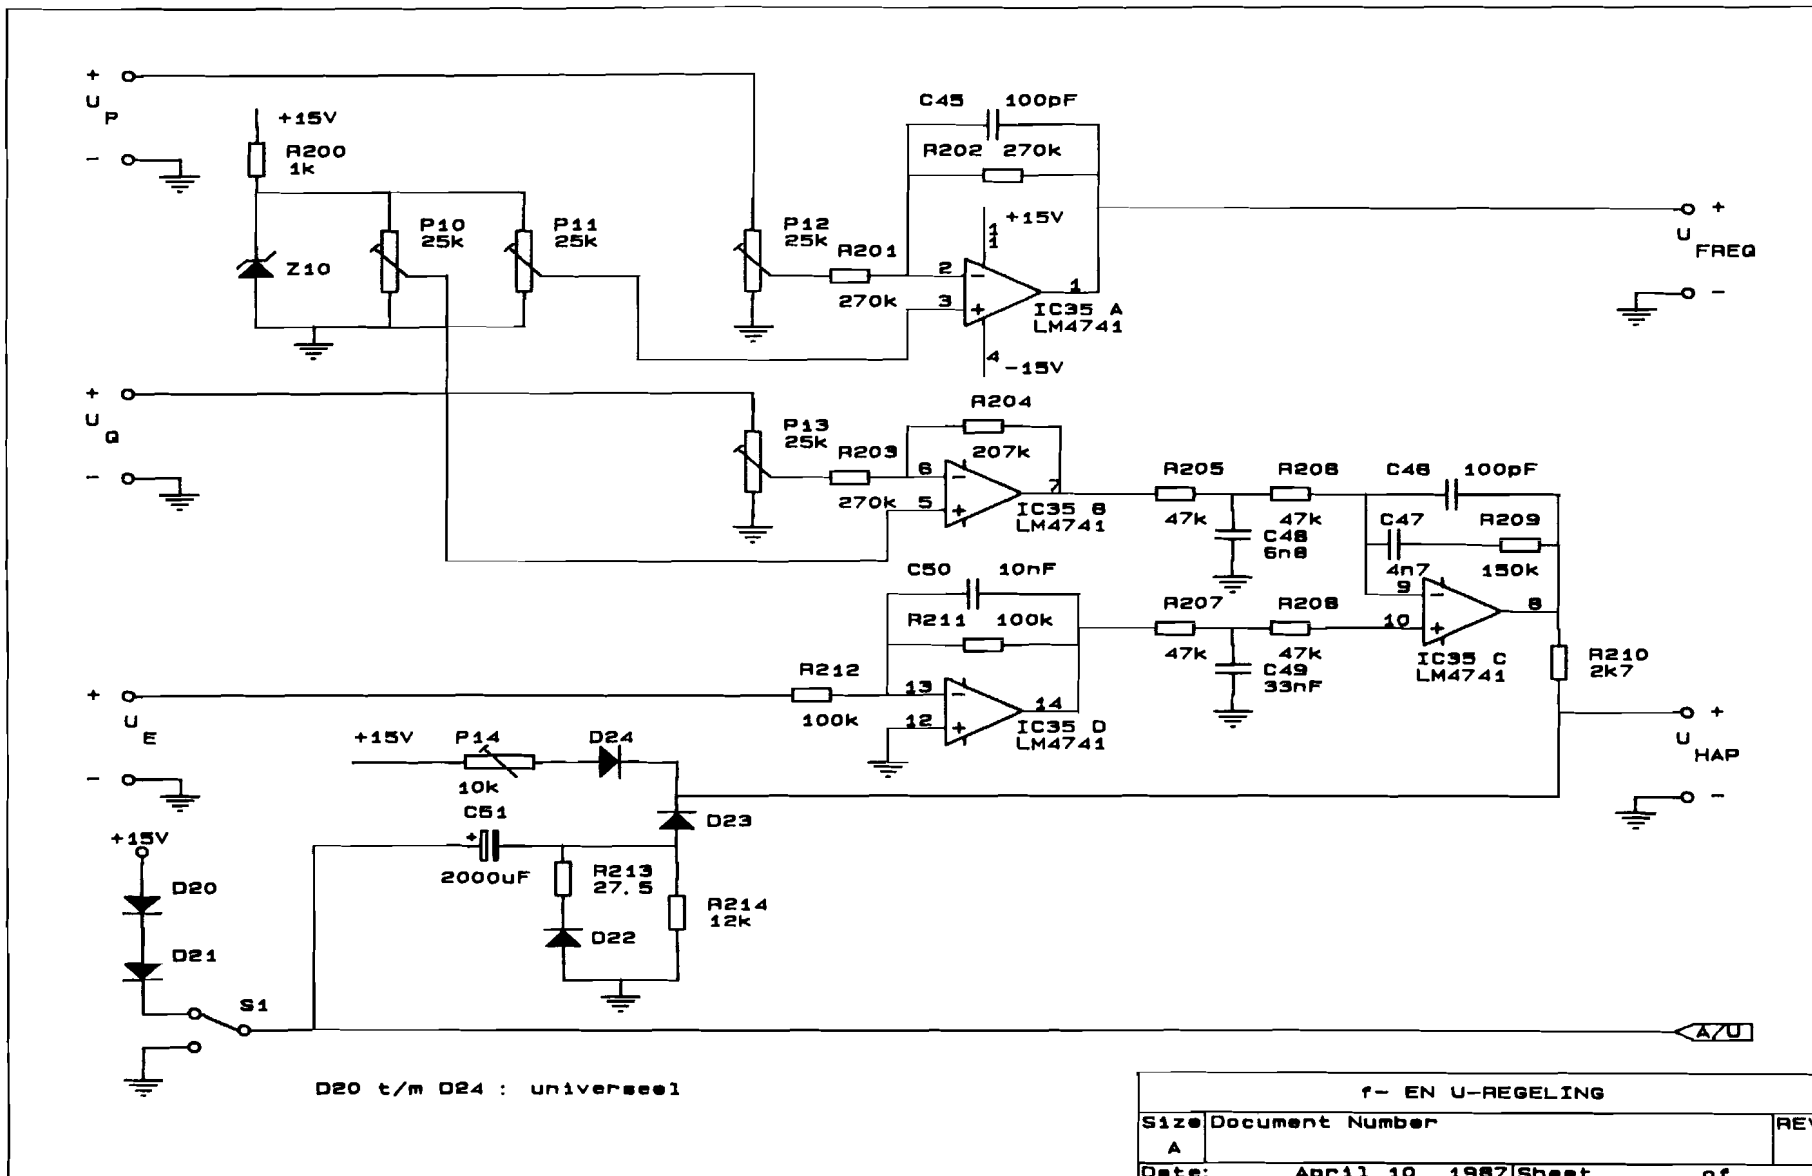 +
U
P
-
+15V
R200
1k
Z10
P10
25k
P11
25k
P12
25k
R201
270k
C45 100pF
R202 270k
+15V
11
2
-
3
+
1
IC35 A
LM4741
4
-15V
+
U
FREQ
-
+
U
Q
-
P13
25k
R203
270k
R204
207k
6
-
5
+
7
IC35 B
LM4741
R205
47k
R206
47k
C48
6n8
C46 100pF
C47
4n7
R209
150k
9
-
10
+
8
IC35 C
LM4741
C50 10nF
R211 100k
R207
47k
R208
47k
C49
33nF
R210
2k7
+
U
E
-
R212
100k
13
-
12
+
14
IC35 D
LM4741
+
U
HAP
-
+15V
P14
10k
D24
D23
C51
+
2000uF
R213
27.5
R214
12k
D22
+15V
D20
D21
S1
A/U
D20 t/m D24 : universeel
f- EN U-REGELING
Size
A
Document Number
REV
Date: April 10, 1987 Sheet of